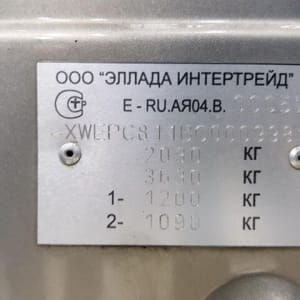 ООО "ЭЛЛАДА ИНТЕРТРЕЙД"
Е - RU.АЯ04.В.
2030 КГ
3630 КГ
1- 1200 КГ
2- 1090 КГ